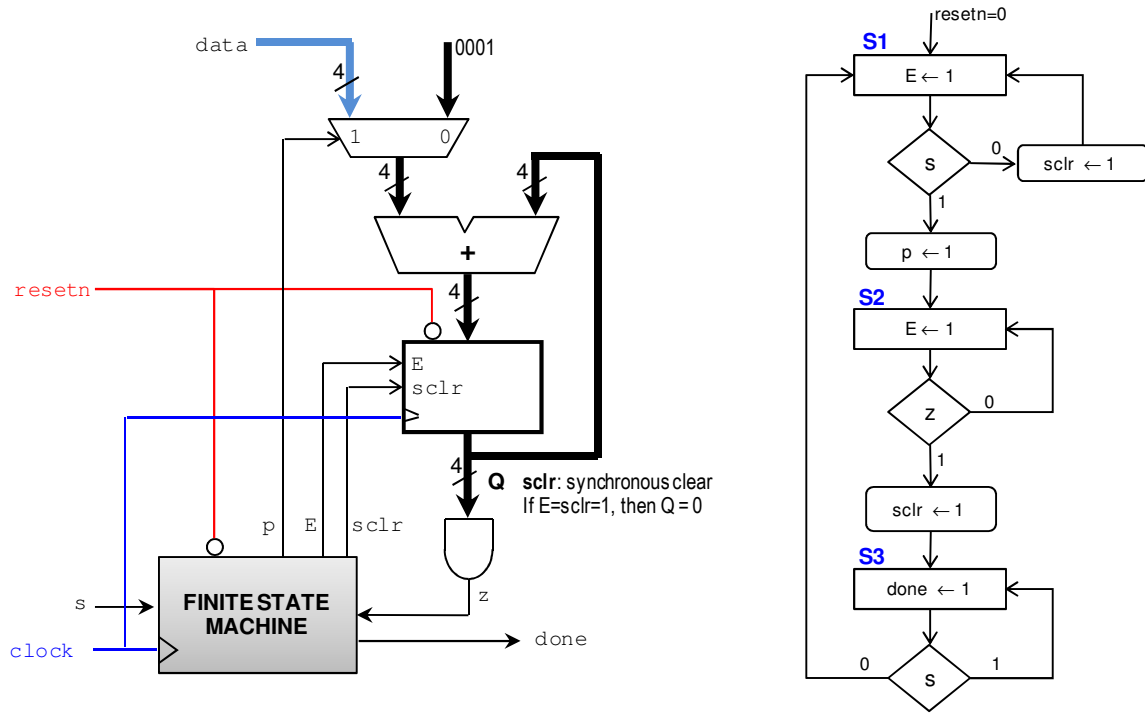 data
0001
4
1 0
4
4
+
resetn
4
E
sclr
4
Q sclr: synchronous clear
If E=sclr=1, then Q = 0
p E sclr
z
s
FINITE STATE
MACHINE
clock
done
resetn=0
S1
E ← 1
s
0
sclr ← 1
1
p ← 1
S2
E ← 1
z
0
1
sclr ← 1
S3
done ← 1
0
s
1